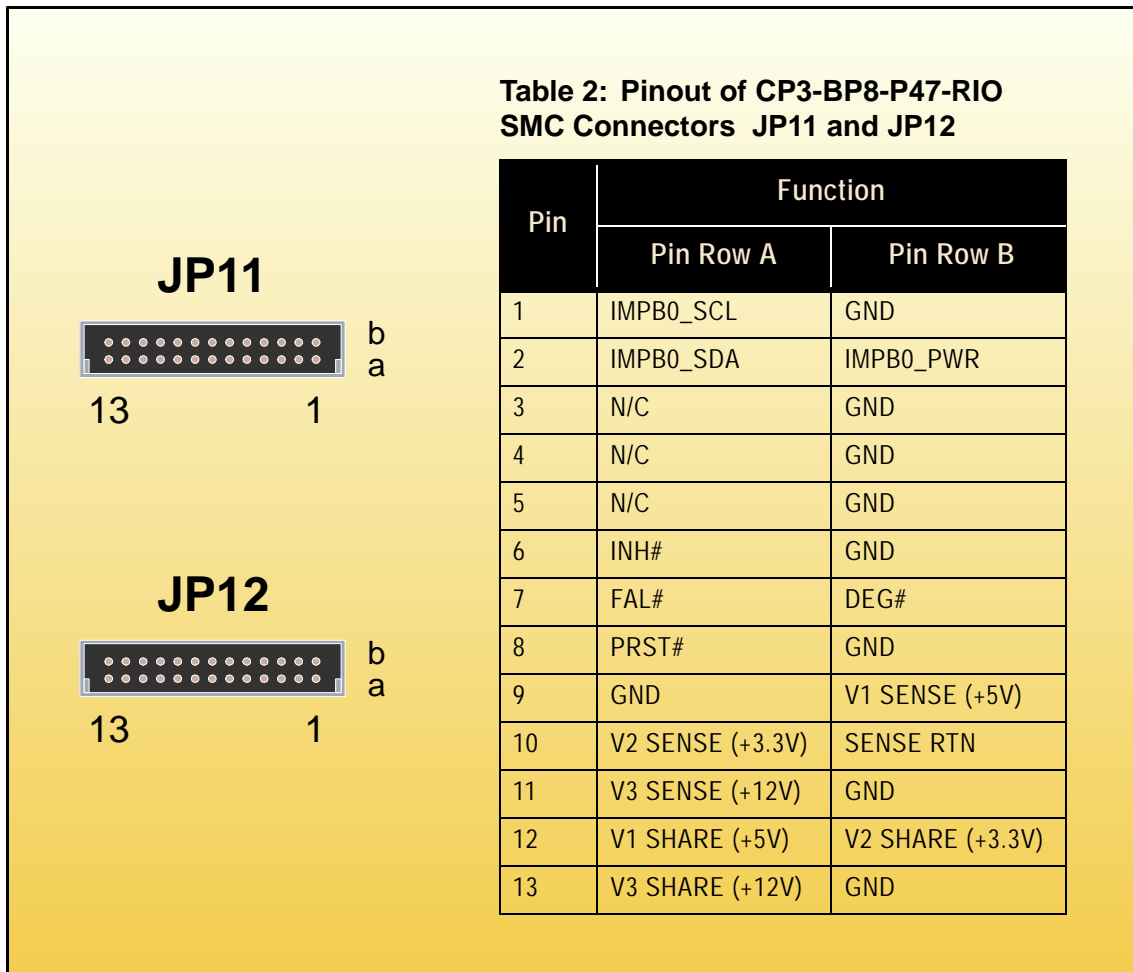 Table 2: Pinout of CP3-BP8-P47-RIO
SMC Connectors JP11 and JP12
JP11
b
a
13 1
JP12
b
a
13 1
Pin Function
Pin Row A Pin Row B
1 IMPB0_SCL GND
2 IMPB0_SDA IMPB0_PWR
3 N/C GND
4 N/C GND
5 N/C GND
6 INH# GND
7 FAL# DEG#
8 PRST# GND
9 GND V1 SENSE (+5V)
10 V2 SENSE (+3.3V) SENSE RTN
11 V3 SENSE (+12V) GND
12 V1 SHARE (+5V) V2 SHARE (+3.3V)
13 V3 SHARE (+12V) GND